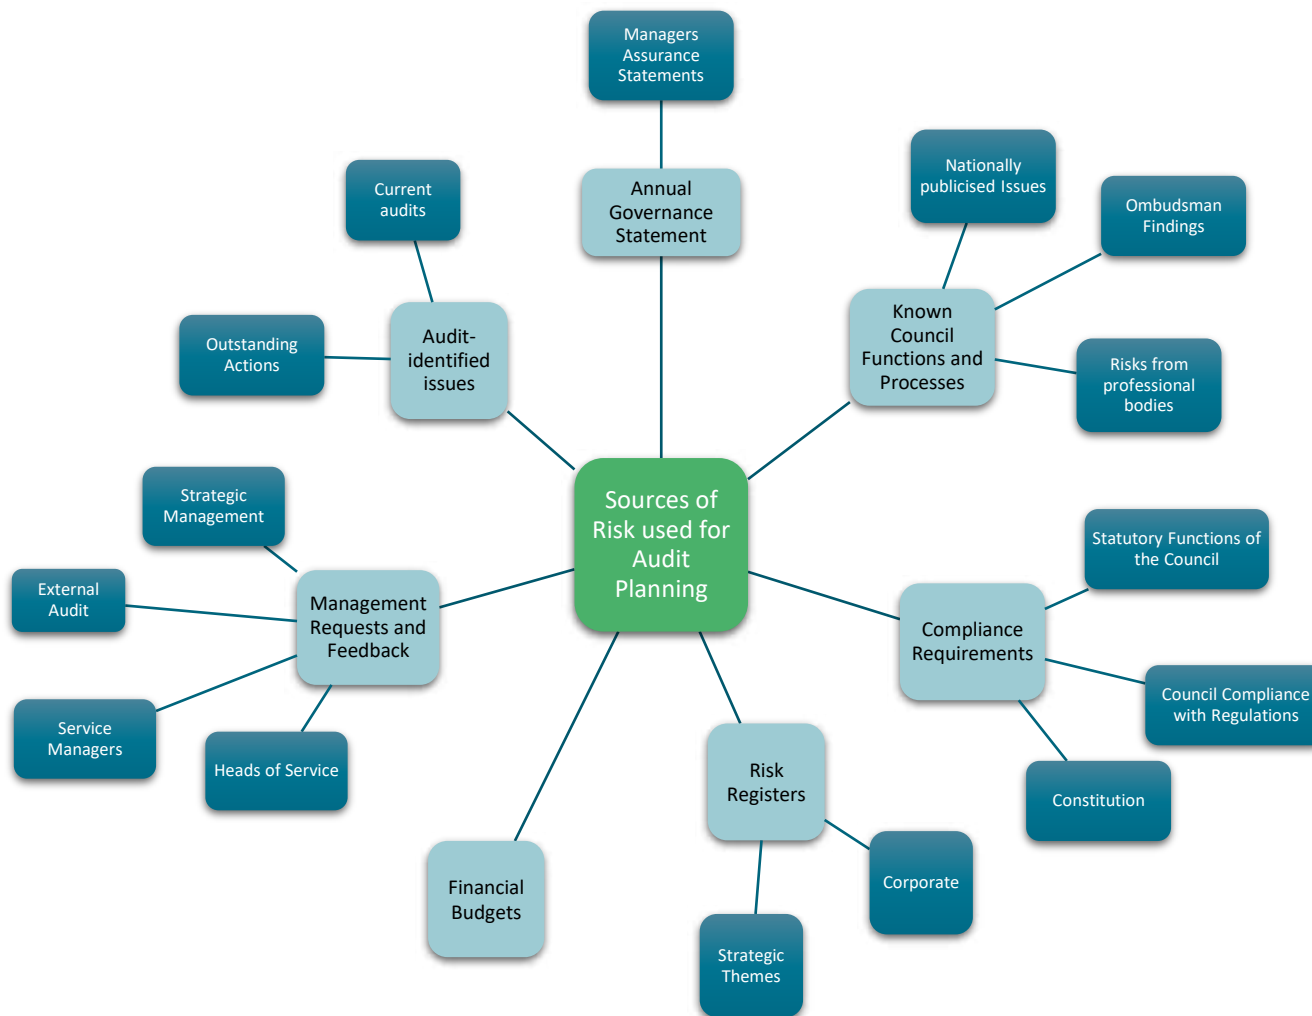 Managers
Assurance
Statements
Annual
Governance
Statement
Nationally
publicised Issues
Ombudsman
Findings
Known
Council
Functions and
Processes
Risks from
professional
bodies
Current
audits
Audit-
identified
issues
Outstanding
Actions
Sources of
Risk used for
Audit
Planning
Strategic
Management
External
Audit
Management
Requests and
Feedback
Service
Managers
Heads of Service
Statutory Functions of
the Council
Compliance
Requirements
Council Compliance
with Regulations
Constitution
Risk
Registers
Corporate
Strategic
Themes
Financial
Budgets